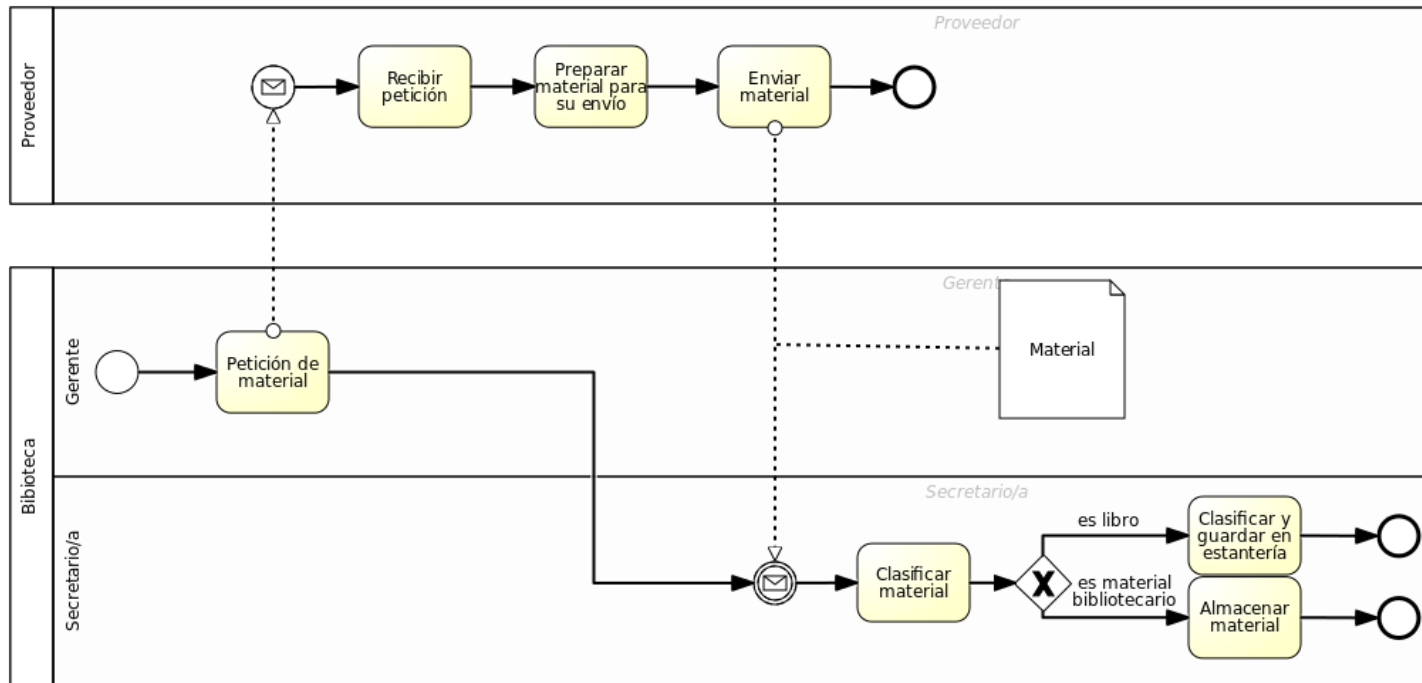 Proveedor
Proveedor
Recibir
petición
Preparar
material para
su envío
Enviar
material
Bibioteca
Gerente
Gerente
Petición de
material
Material
Secretario/a
Secretario/a
Clasificar
material
es libro
es material
bibliotecario
Clasificar y
guardar en
estantería
Almacenar
material